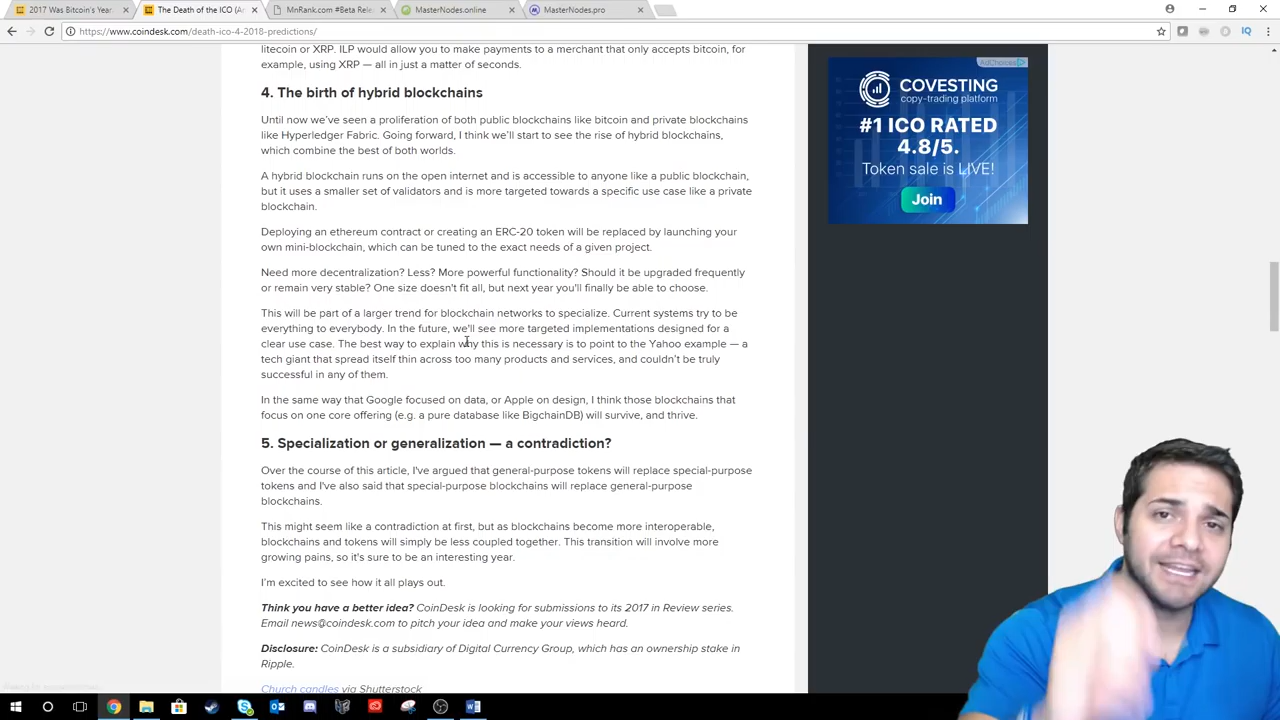 2017 Was Bitcoin's Year.
The Death of the ICO (An
MnRank.com #Beta Rele
MasterNodes.online
MasterNodes.pro
https://www.coindesk.com/death-ico-4-2018-predictions/
litecoin or XRP. ILP would allow you to make payments to a merchant that only accepts bitcoin, for
example, using XRP — all in just a matter of seconds.
4. The birth of hybrid blockchains
Until now we've seen a proliferation of both public blockchains like bitcoin and private blockchains
like Hyperledger Fabric. Going forward, I think we'll start to see the rise of hybrid blockchains,
which combine the best of both worlds.
A hybrid blockchain runs on the open internet and is accessible to anyone like a public blockchain,
but it uses a smaller set of validators and is more targeted towards a specific use case like a private
blockchain.
Deploying an ethereum contract or creating an ERC-20 token will be replaced by launching your
own mini-blockchain, which can be tuned to the exact needs of a given project.
Need more decentralization? Less? More powerful functionality? Should it be upgraded frequently
or remain very stable? One size doesn't fit all, but next year you'll finally be able to choose.
This will be part of a larger trend for blockchain networks to specialize. Current systems try to be
everything to everybody. In the future, we'll see more targeted implementations designed for a
clear use case. The best way to explain why this is necessary is to point to the Yahoo example — a
tech giant that spread itself thin across too many products and services, and couldn't be truly
successful in any of them.
In the same way that Google focused on data, or Apple on design, I think those blockchains that
focus on one core offering (e.g. a pure database like BigchainDB) will survive, and thrive.
5. Specialization or generalization — a contradiction?
Over the course of this article, I've argued that general-purpose tokens will replace special-purpose
tokens and I've also said that special-purpose blockchains will replace general-purpose
blockchains.
This might seem like a contradiction at first, but as blockchains become more interoperable,
blockchains and tokens will simply be less coupled together. This transition will involve more
growing pains, so it's sure to be an interesting year.
I'm excited to see how it all plays out.
Think you have a better idea? CoinDesk is looking for submissions to its 2017 in Review series.
Email news@coindesk.com to pitch your idea and make your views heard.
Disclosure: CoinDesk is a subsidiary of Digital Currency Group, which has an ownership stake in
Ripple.
Church candles via Shutterstock
AdChoices
COVESTING
copy-trading platform
#1 ICO RATED
4.8/5.
Token sale is LIVE!
Join